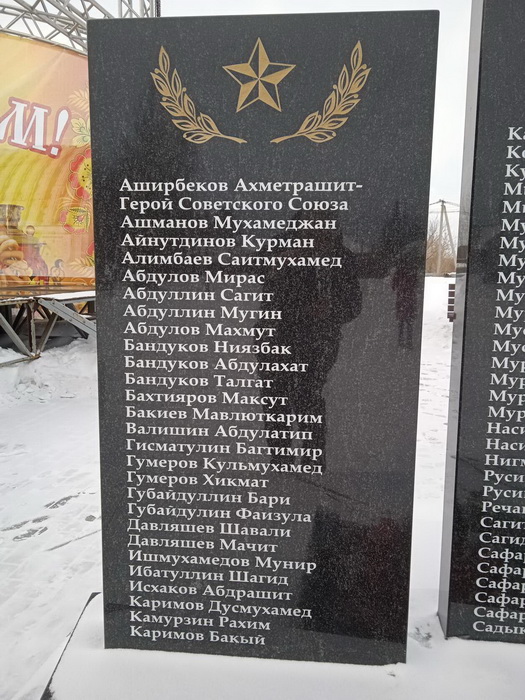 М!
Аширбеков Ахметрашит-
Герой Советского Союза
Ашманов Мухамеджан
Айнутдинов Курман
Алимбаев Саитмухамед
Абдулов Мирас
Абдуллин Сагит
Абдуллин Мугин
Абдулов Махмут
Бандуков Ниязбак
Бандуков Абдулахат
Бандуков Талгат
Бахтияров Максут
Бакиев Мавлюткарим
Валишин Абдулатип
Гисматулин Багтимир
Гумеров Кульмухамед
Гумеров Хикмат
Губайдуллин Бари
Губайдулин Фаизула
Давляшев Шавали
Давляшев Мачит
Ишмухамедов Мунир
Ибатуллин Шагид
Исхаков Абдрашит
Каримов Дусмухамед
Камурзин Рахим
Каримов Бакый